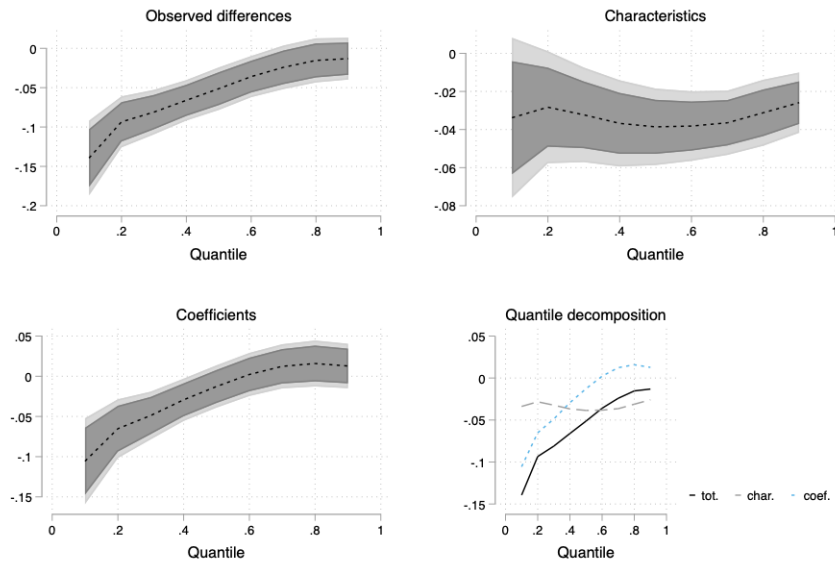 Observed differences
0
-.05
-.1
-.15
-.2
0 .2 .4 .6 .8 1
Quantile
Characteristics
0
-.02
-.04
-.06
-.08
0 .2 .4 .6 .8 1
Quantile
Coefficients
.05
0
-.05
-.1
-.15
0 .2 .4 .6 .8 1
Quantile
Quantile decomposition
.05
0
-.05
-.1
-.15
0 .2 .4 .6 .8 1
Quantile
tot. char. coef.